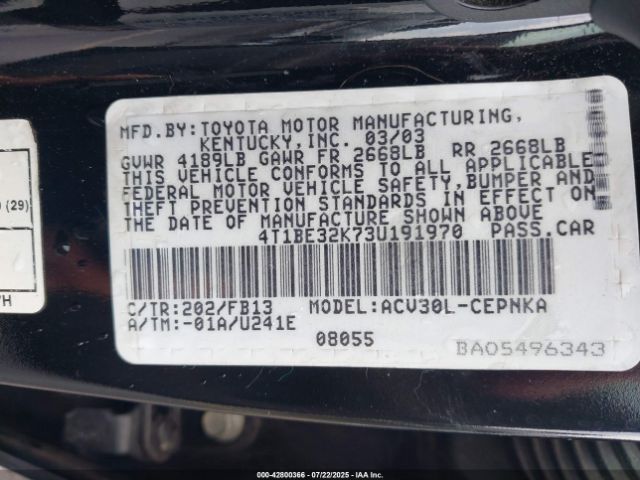 MFD.BY:TOYOTA MOTOR MANUFACTURING,
KENTUCKY,INC. 03/03
GVWR 4189LB GAWR FR 2668LB RR 2668LB
THIS VEHICLE CONFORMS TO ALL APPLICABLE
FEDERAL MOTOR VEHICLE SAFETY,BUMPER AND
THEFT PREVENTION STANDARDS IN EFFECT ON
THE DATE OF MANUFACTURE SHOWN ABOVE
4T1BE32K73U191970 PASS.CAR
C/TR:202/FB13 MODEL:ACV30L-CEPNKA
A/TM:-01A/U241E
08055
BA05496343
(29)
000-42800366 - 07/22/2025 - IAAI.COM